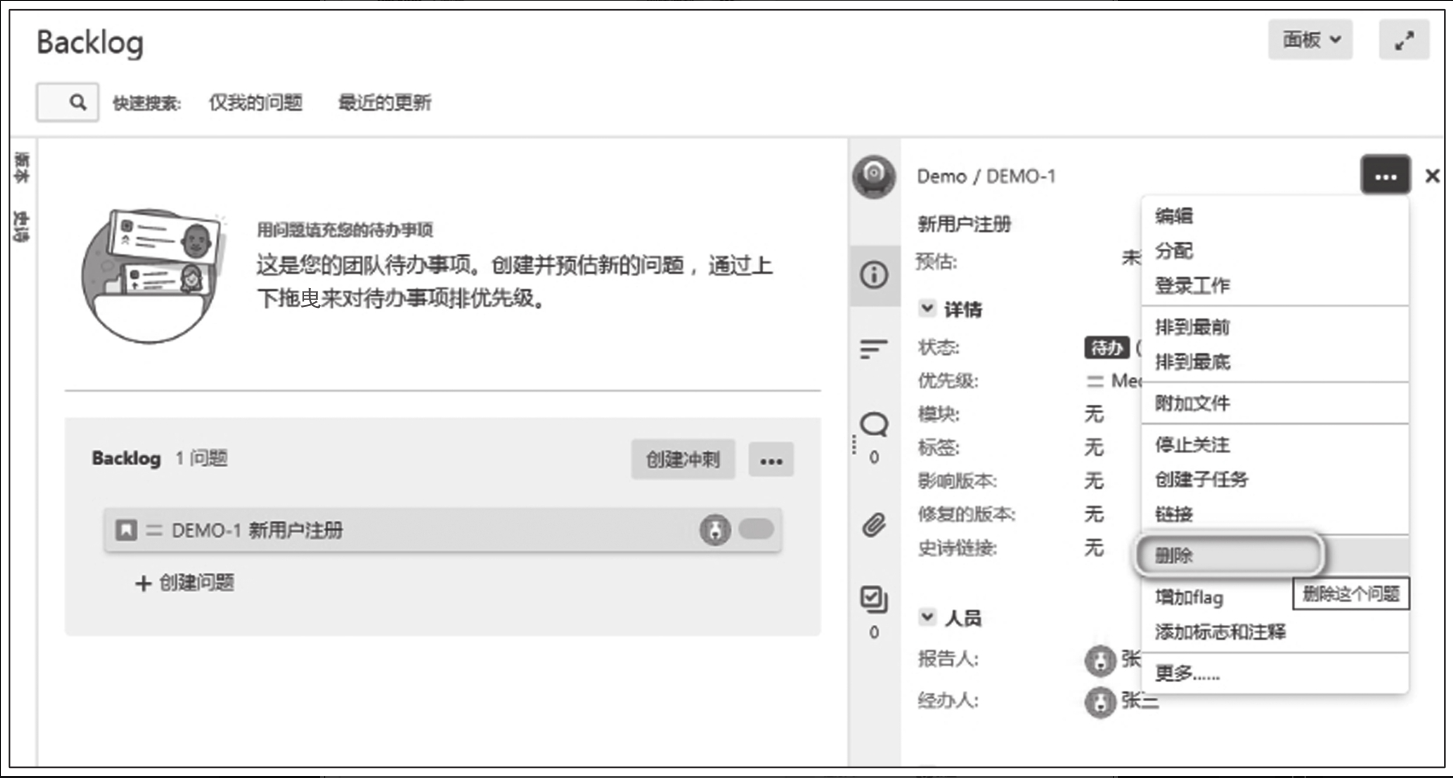 Backlog
面板
快速搜索: 仅我的问题 最近的更新
版本
史诗
用问题填充您的待办事项
这是您的团队待办事项。创建并预估新的问题，通过上
下拖曳来对待办事项排优先级。
Backlog 1 问题
创建冲刺
DEMO-1 新用户注册
创建问题
0
0
Demo / DEMO-1
新用户注册
预估: 未
详情
状态: 待办 (
优先级: Med
模块: 无
标签: 无
影响版本: 无
修复的版本: 无
史诗链接: 无
人员
报告人: 张
经办人: 张三
编辑
分配
登录工作
排到最前
排到最底
附加文件
停止关注
创建子任务
链接
删除
删除这个问题
增加flag
添加标志和注释
更多......